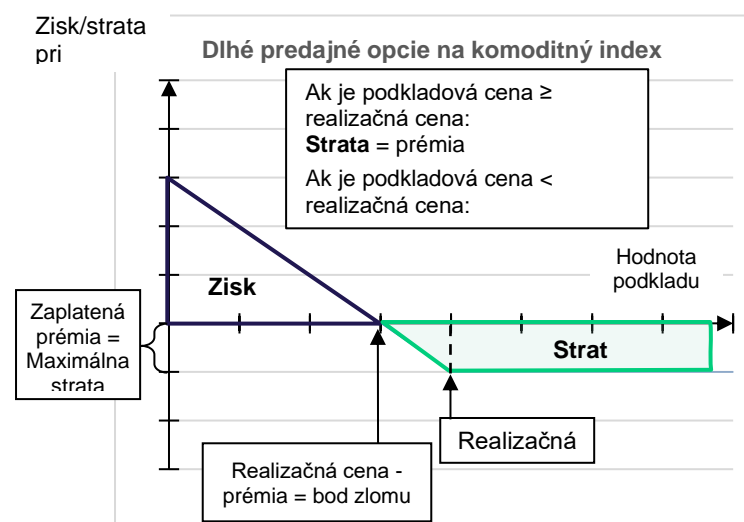 Zisk/strata
pri
Dlhé predajné opcie na komoditný index
Ak je podkladová cena ≥
realizačná cena:
Strata = prémia
Ak je podkladová cena <
realizačná cena:
Hodnota
podkladu
Zisk
Zaplatená
prémia =
Maximálna
strata
Strat
Realizačná
Realizačná cena -
prémia = bod zlomu